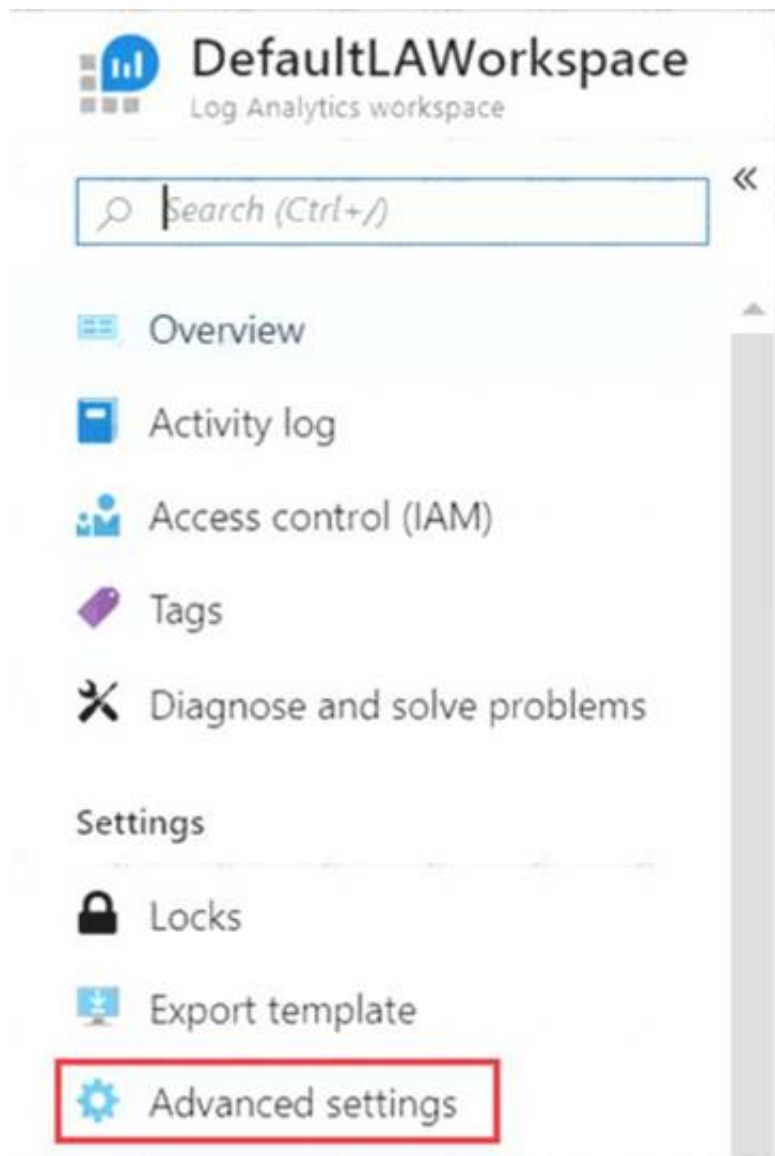 DefaultLAWorkspace
Log Analytics workspace
Search (Ctrl+/)
Overview
Activity log
Access control (IAM)
Tags
Diagnose and solve problems
Settings
Locks
Export template
Advanced settings